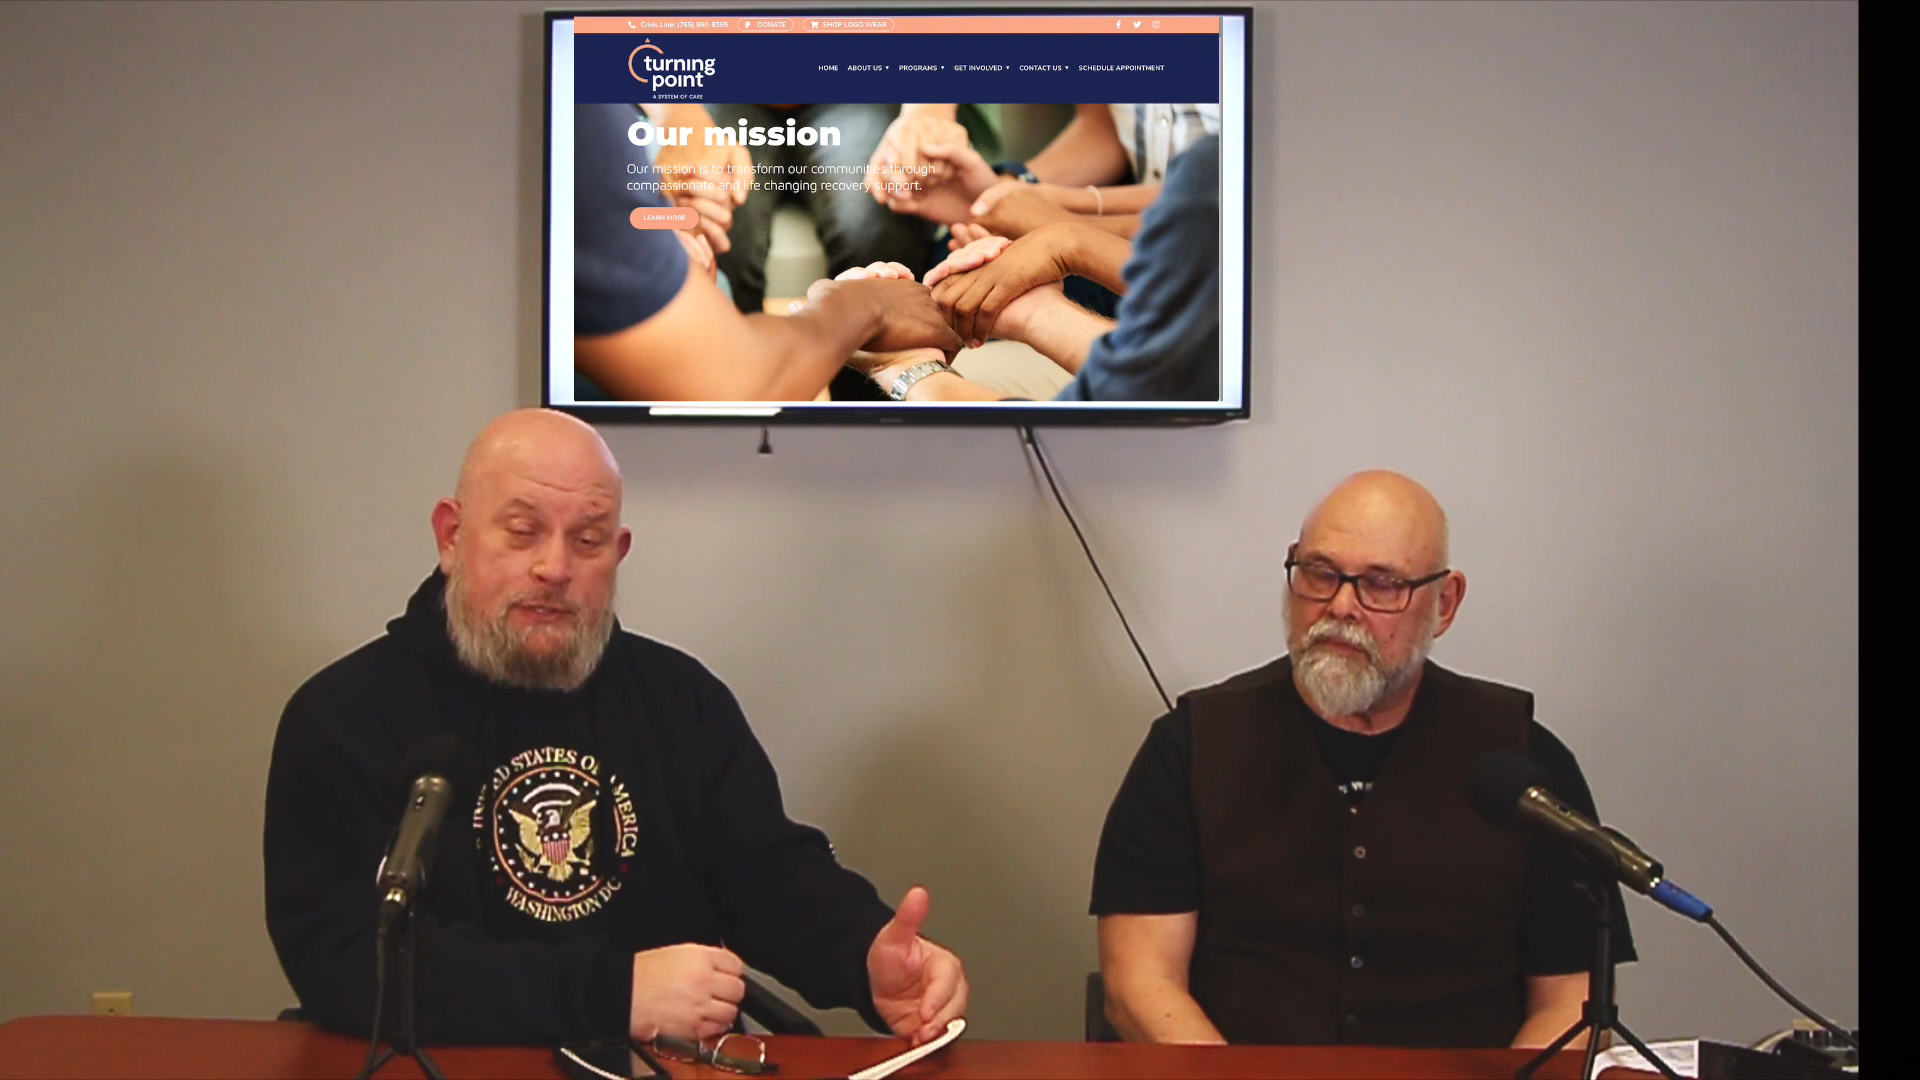 Crisis Line: (765) 860-8365 DONATE SHOP LOGO WEAR
turning
point
A SYSTEM OF CARE
HOME ABOUT US PROGRAMS GET INVOLVED CONTACT US SCHEDULE APPOINTMENT
Our mission
Our mission is to transform our communities through
compassionate and life changing recovery support.
LEARN MORE
STATES OF
WASHINGTON DC